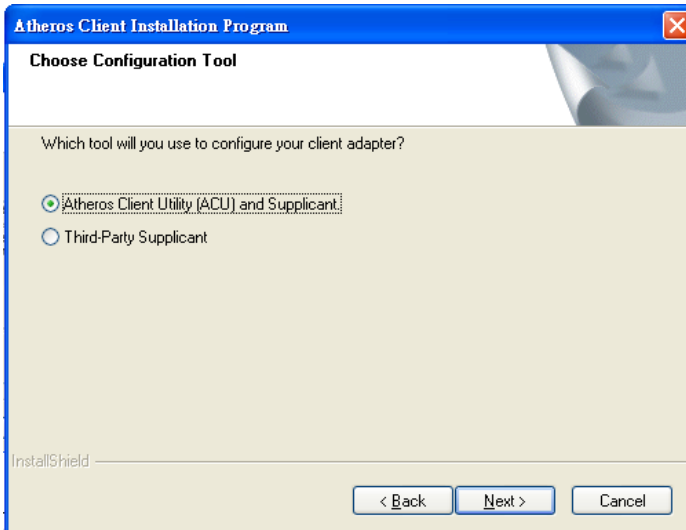 Atheros Client Installation Program
Choose Configuration Tool
Which tool will you use to configure your client adapter?
Atheros Client Utility (ACU) and Supplicant.
Third-Party Supplicant
InstallShield
< Back
Next >
Cancel